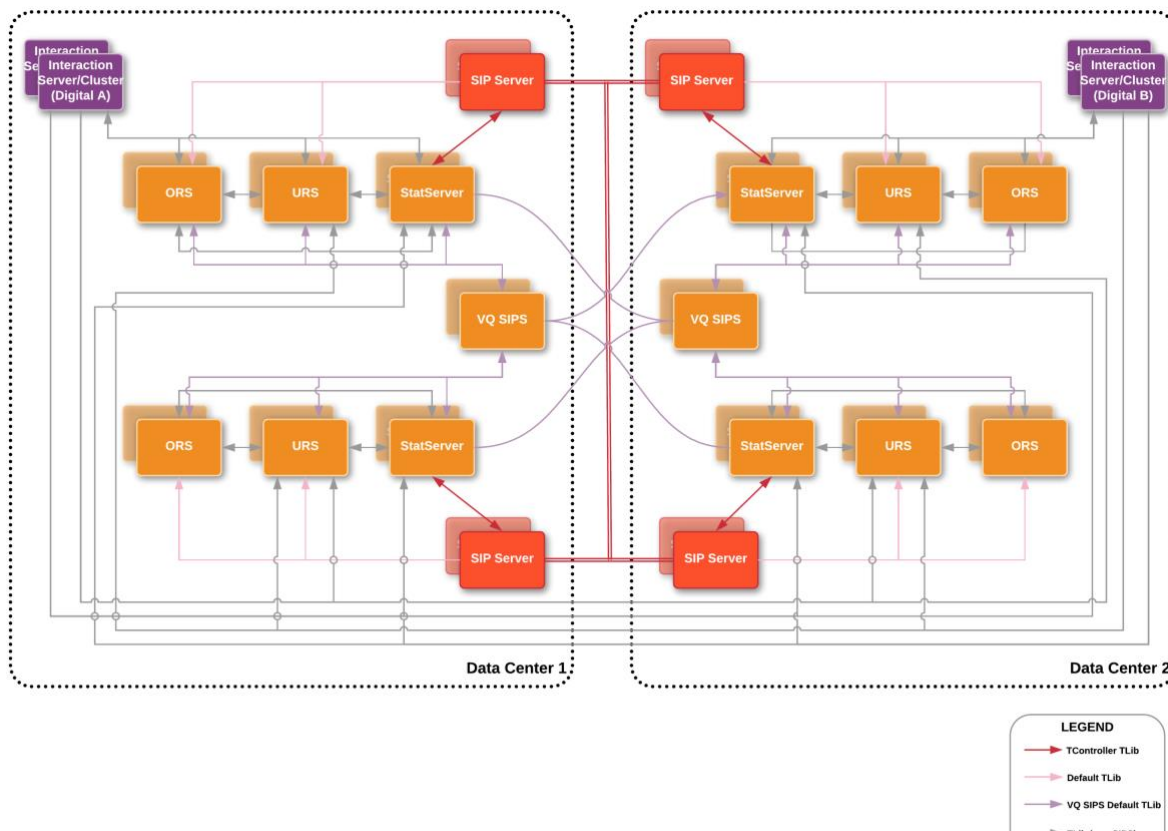 Interaction
Se
Interaction
Server/Cluster
(Digital A)
SIP Server
SIP Server
Interaction
Se
Interaction
Server/Cluster
(Digital B)
ORS
URS
StatServer
StatServer
URS
ORS
VQ SIPS
VQ SIPS
ORS
URS
StatServer
StatServer
URS
ORS
SIP Server
SIP Server
Data Center 1
Data Center 2
LEGEND
TController TLib
Default TLib
VQ SIPS Default TLib